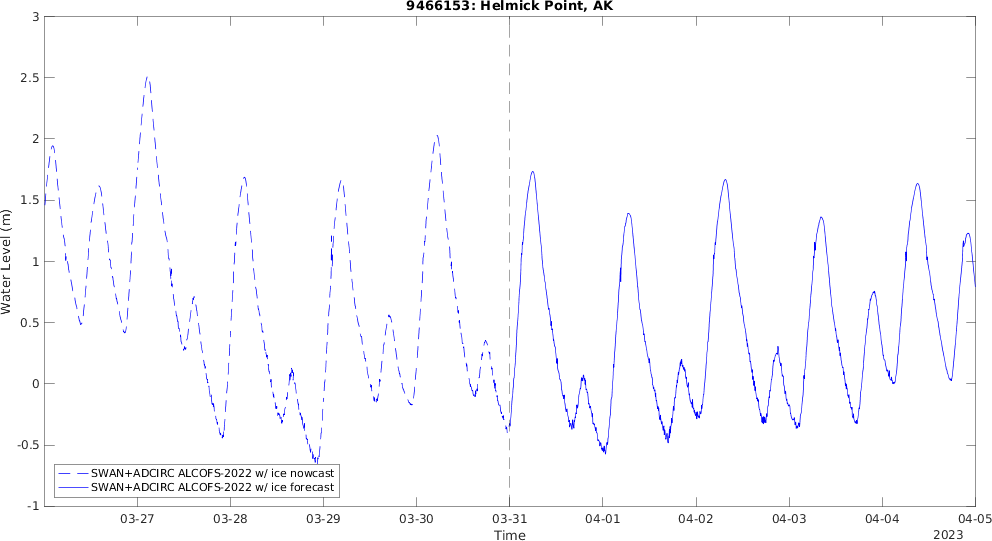 9466153: Helmick Point, AK
3
2.5
2
1.5
1
0.5
0
-0.5
-1
Water Level (m)
SWAN+ADCIRC ALCOFS-2022 w/ ice nowcast
SWAN+ADCIRC ALCOFS-2022 w/ ice forecast
03-27 03-28 03-29 03-30 03-31 04-01 04-02 04-03 04-04 04-05
Time
2023